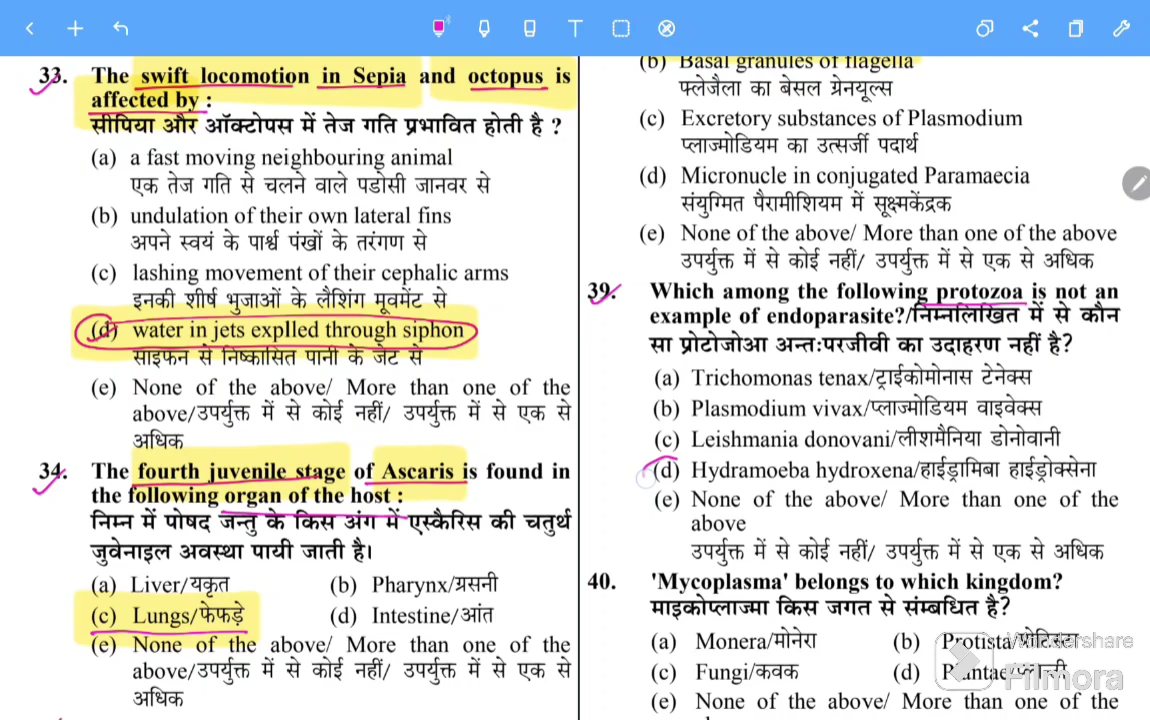 33. The swift locomotion in Sepia and octopus is
affected by :
सीपिया और ऑक्टोपस में तेज गति प्रभावित होती है ?
(a) a fast moving neighbouring animal
एक तेज गति से चलने वाले पडोसी जानवर से
(b) undulation of their own lateral fins
अपने स्वयं के पार्श्व पंखों के तरंगण से
(c) lashing movement of their cephalic arms
इनकी शीर्ष भुजाओं के लैशिंग मूवमेंट से
(d) water in jets explled through siphon
साइफन से निष्कासित पानी के जेट से
(e) None of the above/ More than one of the
above/उपर्युक्त में से कोई नहीं/ उपर्युक्त में से एक से
अधिक
34. The fourth juvenile stage of Ascaris is found in
the following organ of the host :
निम्न में पोषद जन्तु के किस अंग में एस्कैरिस की चतुर्थ
जुवेनाइल अवस्था पायी जाती है।
(a) Liver/यकृत (b) Pharynx/ग्रसनी
(c) Lungs/फेफड़े (d) Intestine/आंत
(e) None of the above/ More than one of the
above/उपर्युक्त में से कोई नहीं/ उपर्युक्त में से एक से
अधिक
(b) Basal granules of flagella
फ्लेजैला का बेसल ग्रेनयूल्स
(c) Excretory substances of Plasmodium
प्लाज्मोडियम का उत्सर्जी पदार्थ
(d) Micronucle in conjugated Paramaecia
संयुग्मित पैरामीशियम में सूक्ष्मकेंद्रक
(e) None of the above/ More than one of the above
उपर्युक्त में से कोई नहीं/ उपर्युक्त में से एक से अधिक
39. Which among the following protozoa is not an
example of endoparasite?/निम्नलिखित में से कौन
सा प्रोटोजोआ अन्तःपरजीवी का उदाहरण नहीं है?
(a) Trichomonas tenax/ट्राईकोमोनास टेनेक्स
(b) Plasmodium vivax/प्लाज्मोडियम वाइवेक्स
(c) Leishmania donovani/लीशमैनिया डोनोवानी
(d) Hydramoeba hydroxena/हाईड्रामिबा हाईड्रोक्सेना
(e) None of the above/ More than one of the
above
उपर्युक्त में से कोई नहीं/ उपर्युक्त में से एक से अधिक
40. 'Mycoplasma' belongs to which kingdom?
माइकोप्लाज्मा किस जगत से संम्बधित है?
(a) Monera/मोनेरा (b) Protista/प्रोटिस्टा
(c) Fungi/कवक (d) Plantae/प्लान्टी
(e) None of the above/ More than one of the
Wondershare
Filmora